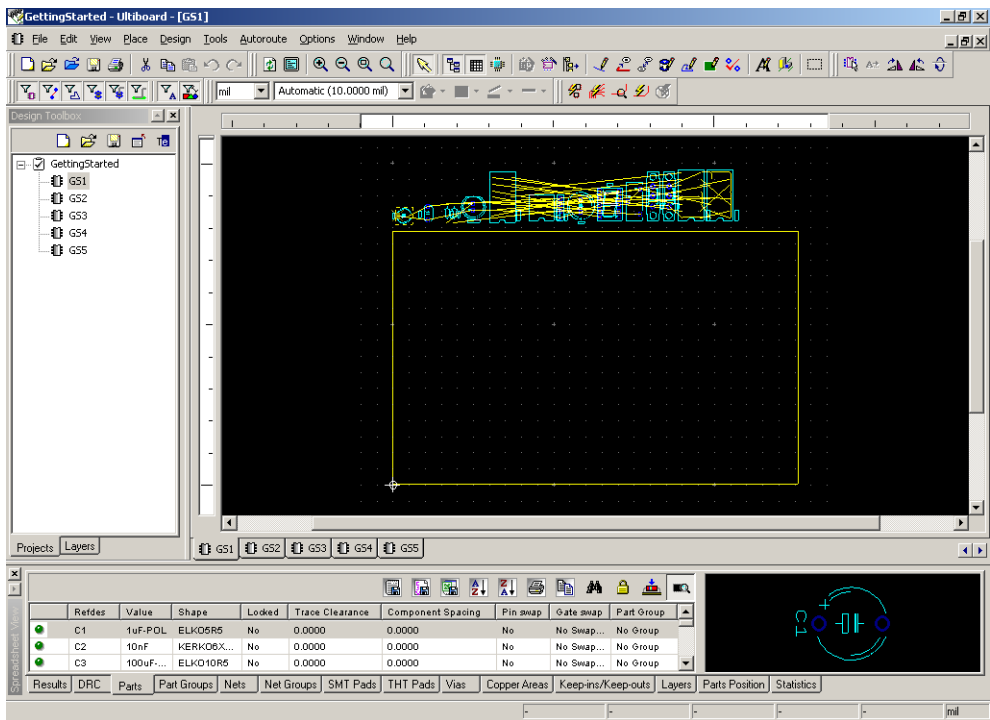 GettingStarted - Ultiboard - [GS1]
File Edit View Place Design Tools Autoroute Options Window Help
mil Automatic (10.0000 mil)
Design Toolbox
GettingStarted
GS1
GS2
GS3
GS4
GS5
Projects Layers
GS1 GS2 GS3 GS4 GS5
Refdes Value Shape Locked Trace Clearance Component Spacing Pin swap Gate swap Part Group
C1 1uF-POL ELKO5R5 No 0.0000 0.0000 No No Swap... No Group
C2 10nF KERKO6X... No 0.0000 0.0000 No No Swap... No Group
C3 100uF-... ELKO10R5 No 0.0000 0.0000 No No Swap... No Group
C1
Spreadsheet View
Results DRC Parts Part Groups Nets Net Groups SMT Pads THT Pads Vias Copper Areas Keep-ins/Keep-outs Layers Parts Position Statistics
- - - - - mil